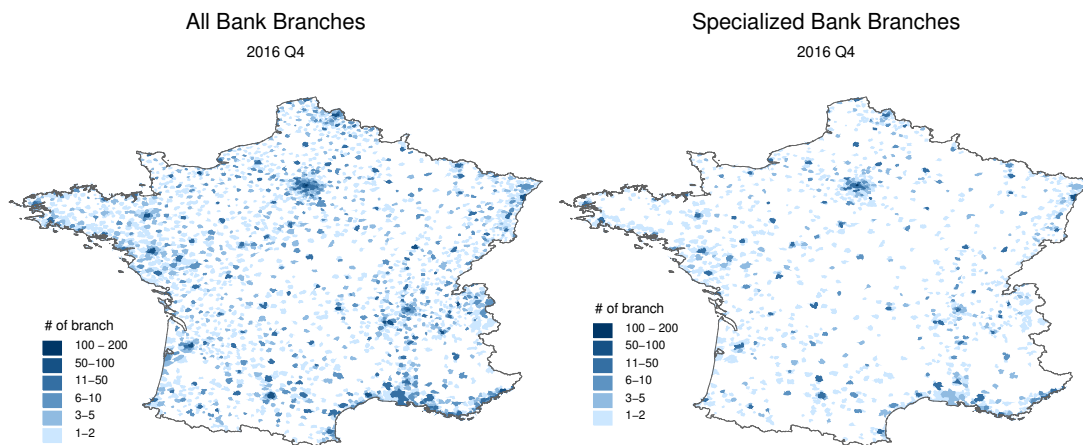 All Bank Branches
2016 Q4
# of branch
100 − 200
50−100
11−50
6−10
3−5
1−2
Specialized Bank Branches
2016 Q4
# of branch
100 − 200
50−100
11−50
6−10
3−5
1−2